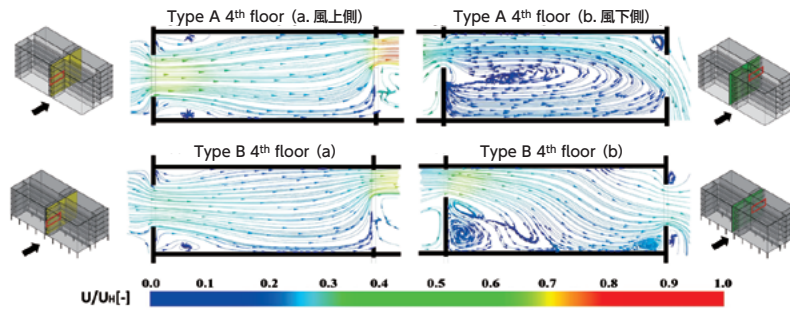 Type A 4th floor (a. 風上側)
Type A 4th floor (b. 風下側)
Type B 4th floor (a)
Type B 4th floor (b)
0.0 0.1 0.2 0.3 0.4 0.5 0.6 0.7 0.8 0.9 1.0
U/UH[-]